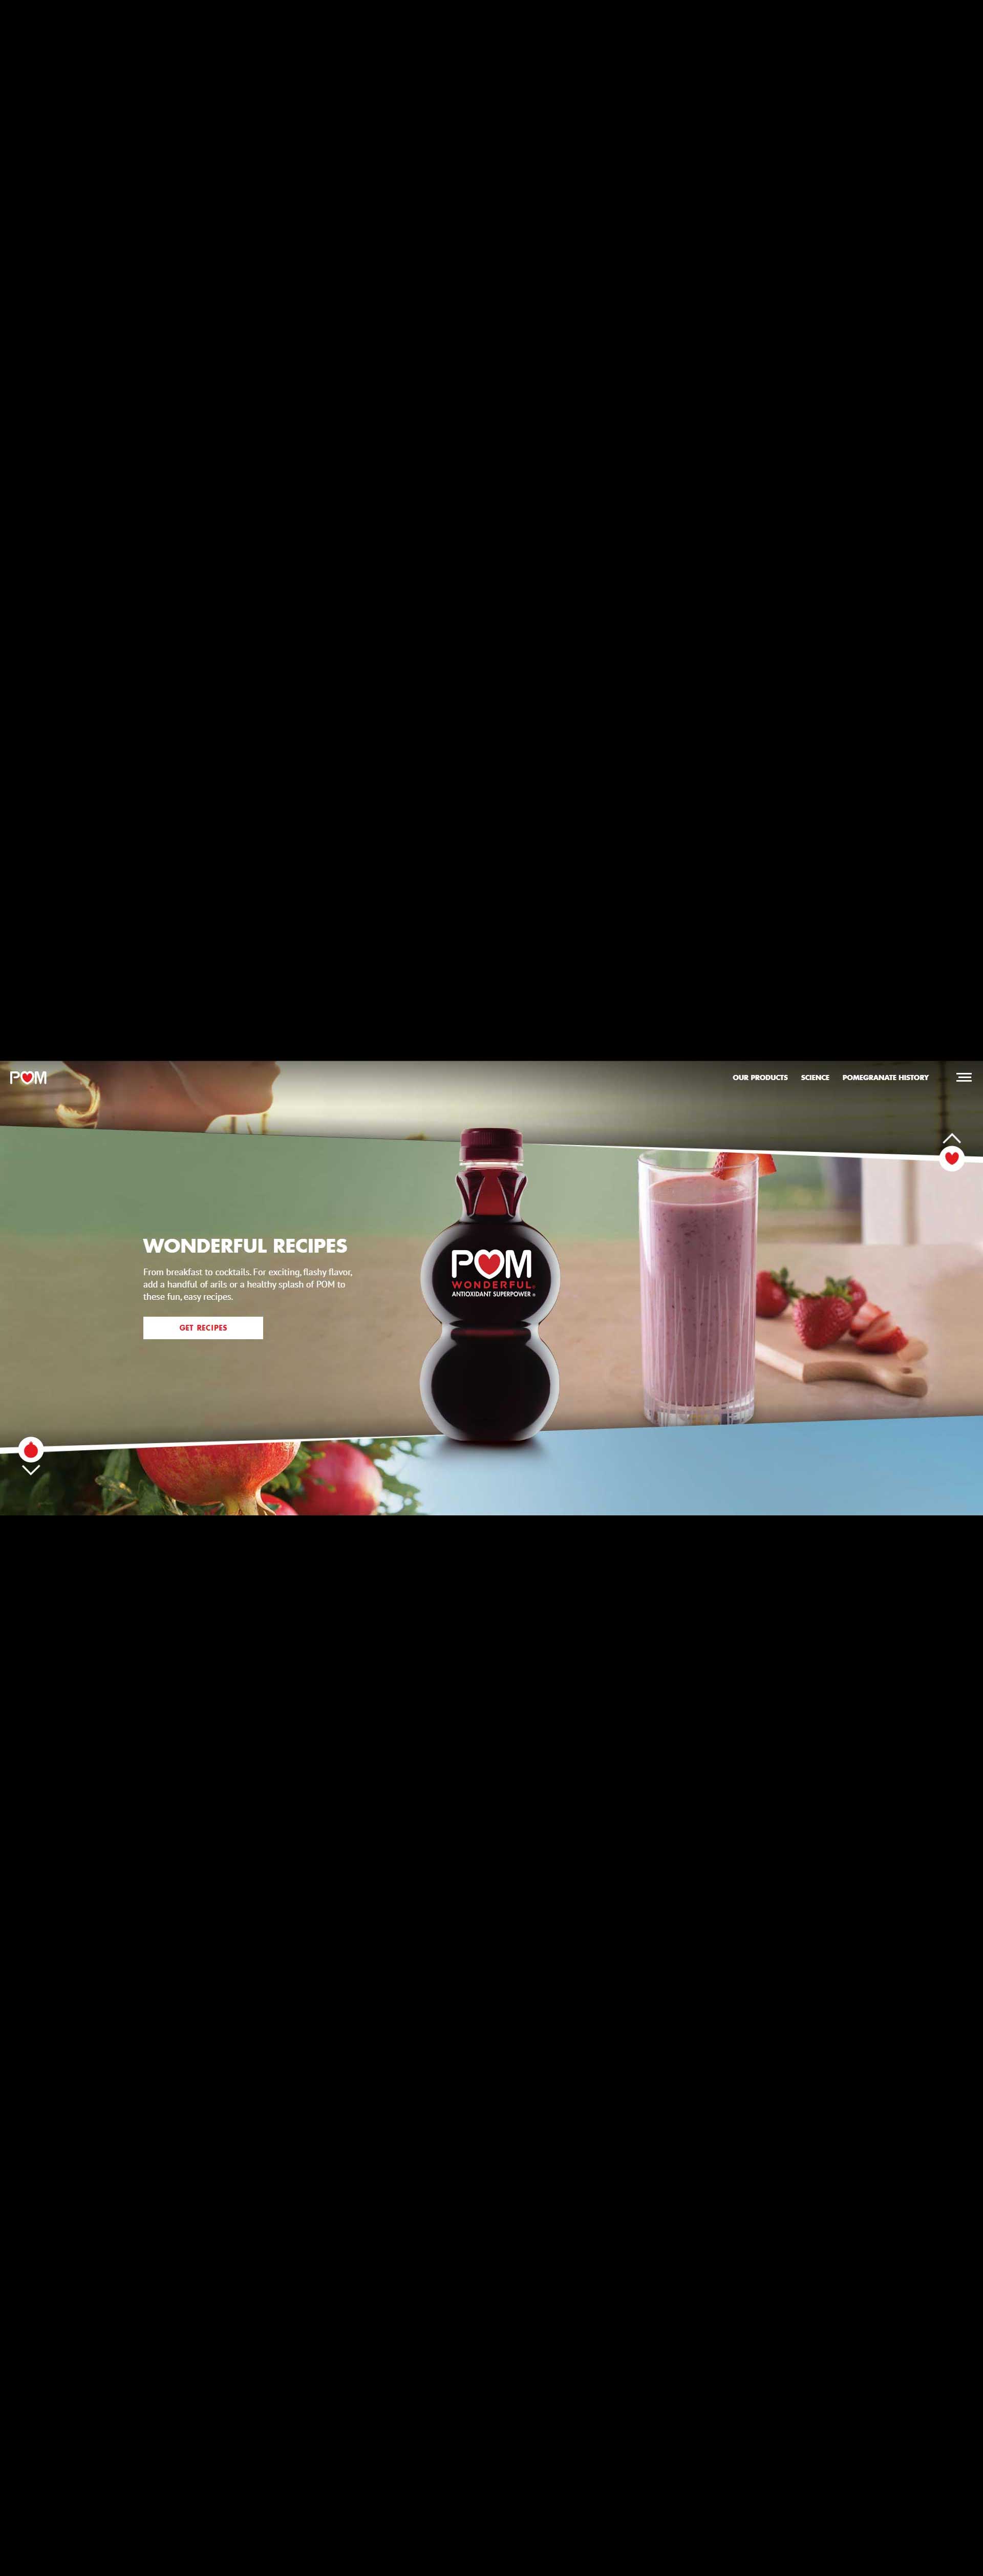 POM
OUR PRODUCTS SCIENCE POMEGRANATE HISTORY
WONDERFUL RECIPES
From breakfast to cocktails. For exciting, flashy flavor,
add a handful of arils or a healthy splash of POM to
these fun, easy recipes.
GET RECIPES
POM
WONDERFUL®
ANTIOXIDANT SUPERPOWER®